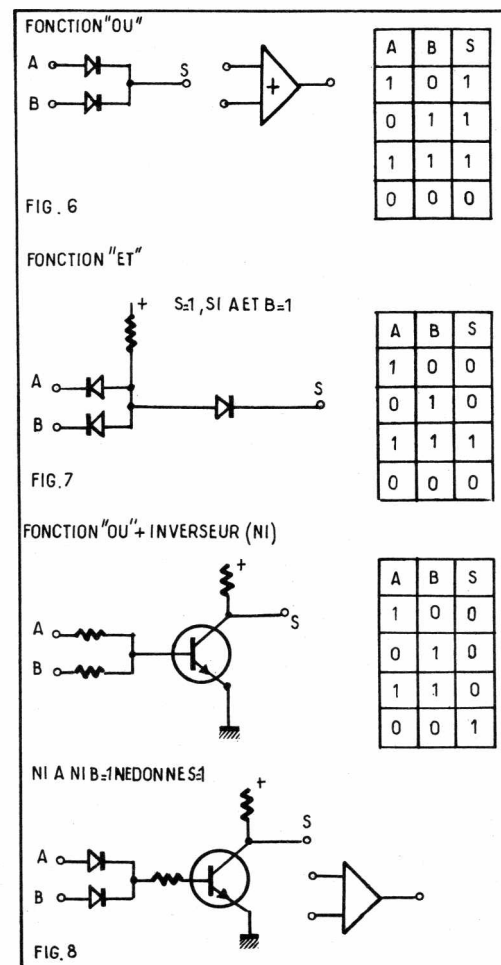 FONCTION "OU"
A
B
S
+
A B S
1 0 1
0 1 1
1 1 1
0 0 0
FIG. 6
FONCTION "ET"
+ S=1, SI A ET B=1
A
B
S
A B S
1 0 0
0 1 0
1 1 1
0 0 0
FIG. 7
FONCTION "OU" + INVERSEUR (NI)
+
A
B
S
A B S
1 0 0
0 1 0
1 1 0
0 0 1
NI A NI B=1 NE DONNE S=1
+
S
A
B
FIG. 8